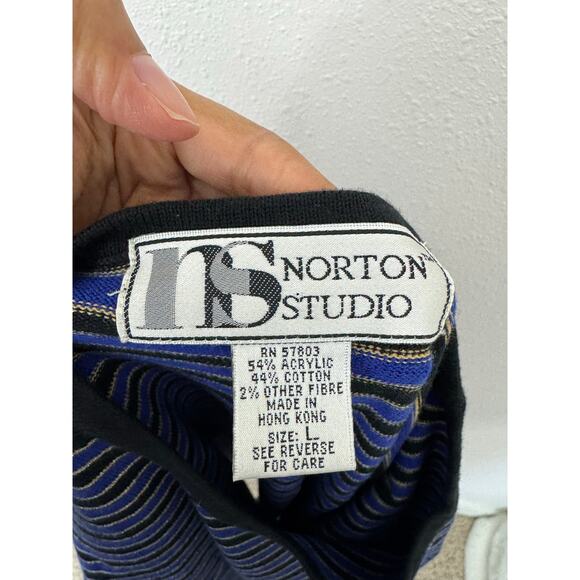 ns NORTON™
STUDIO
RN 57803
54% ACRYLIC
44% COTTON
2% OTHER FIBRE
MADE IN
HONG KONG
SIZE: L
SEE REVERSE
FOR CARE